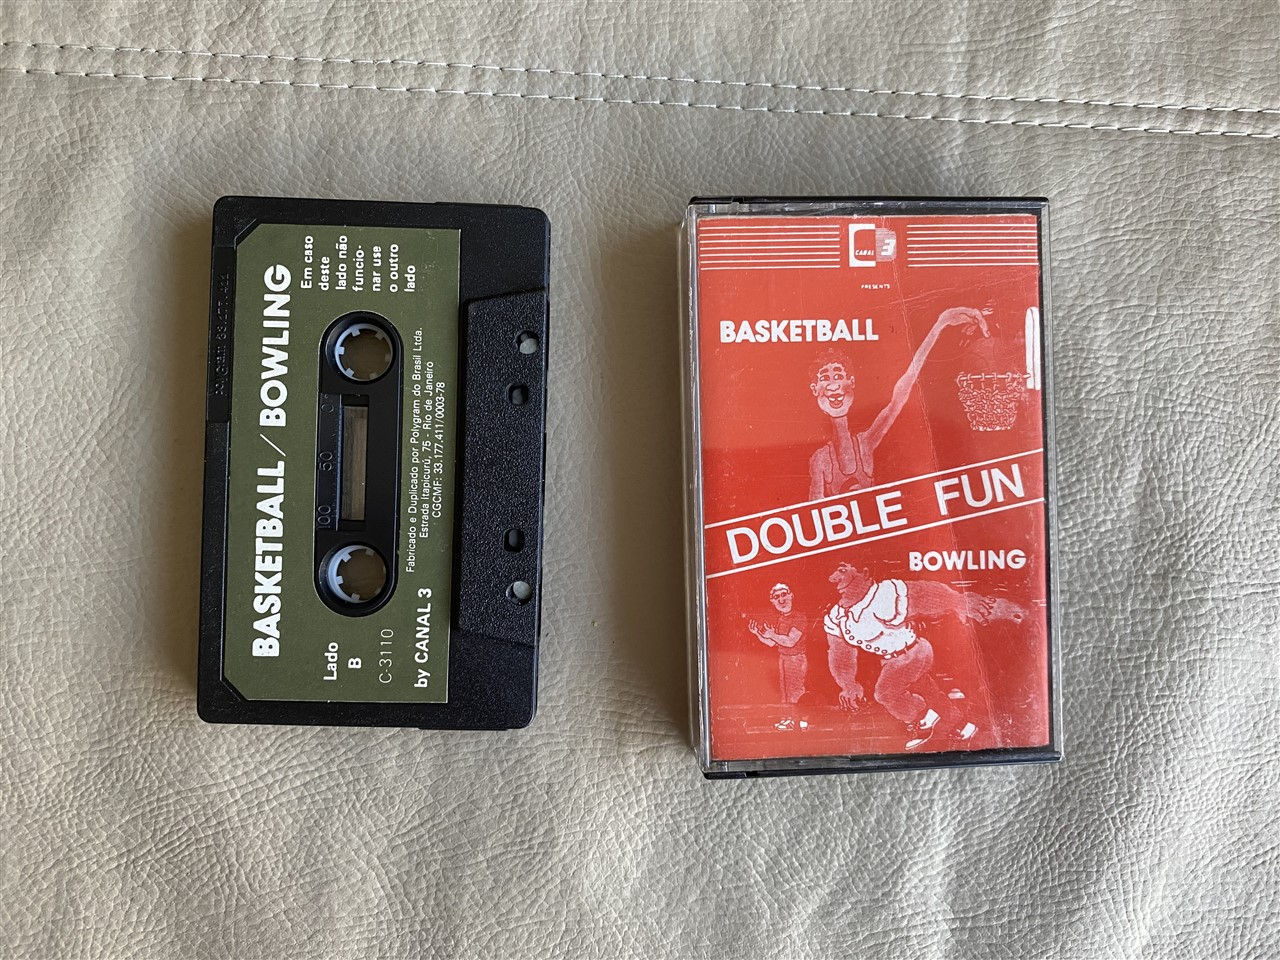 BASKETBALL / BOWLING
Em caso
deste
lado não
funcio-
nar use
o outro
lado
Lado
B
C-3110
by CANAL 3
100 50 0
Fabricado e Duplicado por Polygram do Brasil Ltda.
Estrada Itapicurú, 75 - Rio de Janeiro
CGCMF: 33.177.411/0003-78
CANAL 3
PRESENTS
BASKETBALL
DOUBLE FUN
BOWLING